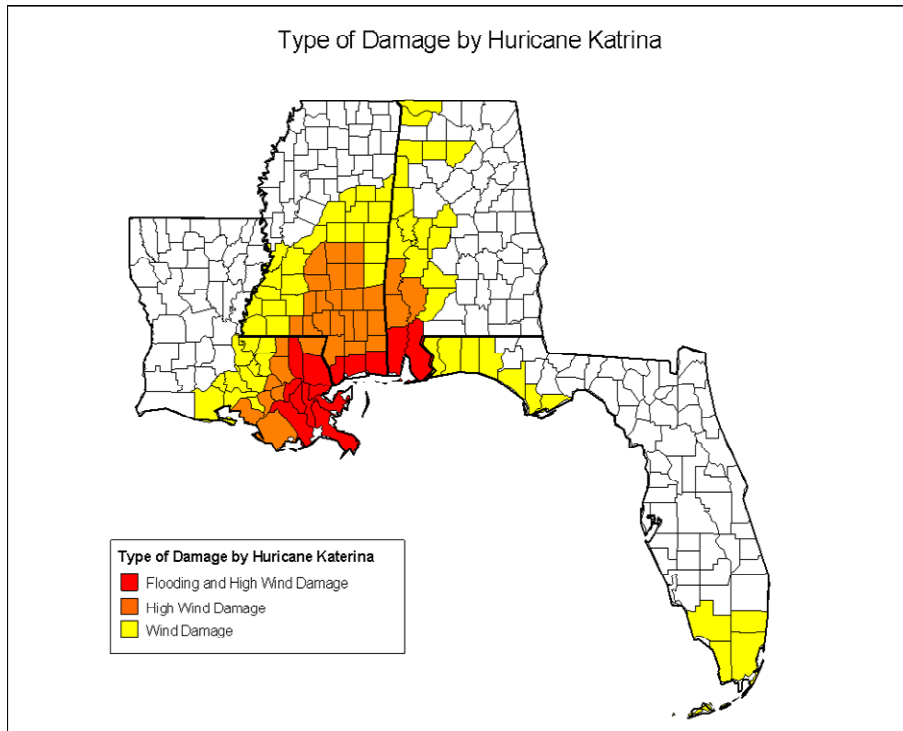 Type of Damage by Huricane Katrina
Type of Damage by Huricane Katerina
Flooding and High Wind Damage
High Wind Damage
Wind Damage